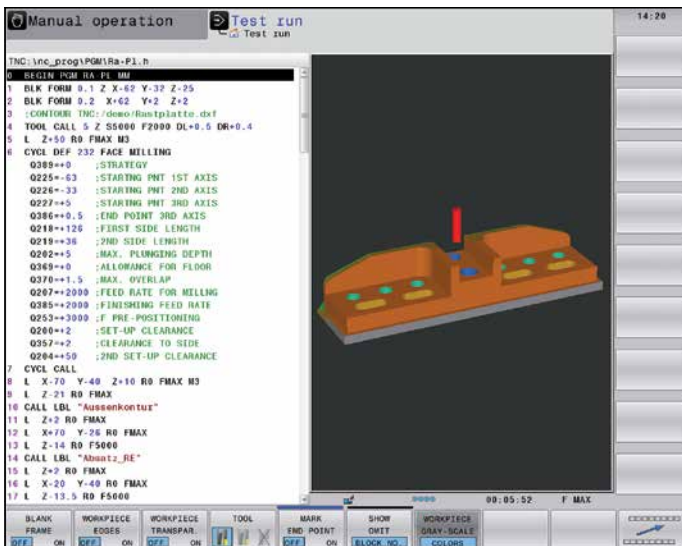 Manual operation
Test run
Test run
14:20
TNC:\nc_prog\PGM\Ra-Pl.h
0 BEGIN PGM RA PL MM
1 BLK FORM 0.1 Z X-62 Y-32 Z-25
2 BLK FORM 0.2 X+62 Y+2 Z+2
3 ;CONTOUR TNC:/demo/Rastplatte.dxf
4 TOOL CALL 5 Z S5000 F2000 DL+0.5 DR+0.4
5 L Z+50 R0 FMAX M3
6 CYCL DEF 232 FACE MILLING
Q389=+0 ;STRATEGY
Q225=-63 ;STARTNG PNT 1ST AXIS
Q226=-33 ;STARTNG PNT 2ND AXIS
Q227=+5 ;STARTNG PNT 3RD AXIS
Q386=+0.5 ;END POINT 3RD AXIS
Q218=+126 ;FIRST SIDE LENGTH
Q219=+36 ;2ND SIDE LENGTH
Q202=+5 ;MAX. PLUNGING DEPTH
Q369=+0 ;ALLOWANCE FOR FLOOR
Q370=+1.5 ;MAX. OVERLAP
Q207=+2000 ;FEED RATE FOR MILLNG
Q385=+2000 ;FINISHING FEED RATE
Q253=+3000 ;F PRE-POSITIONING
Q200=+2 ;SET-UP CLEARANCE
Q357=+2 ;CLEARANCE TO SIDE
Q204=+50 ;2ND SET-UP CLEARANCE
7 CYCL CALL
8 L X-70 Y-40 Z+10 R0 FMAX M3
9 L Z-21 R0 FMAX
10 CALL LBL "Aussenkontur"
11 L Z+2 R0 FMAX
12 L X+70 Y-26 R0 FMAX
13 L Z-14 R0 F5000
14 CALL LBL "Absatz_RE"
15 L Z+2 R0 FMAX
16 L X-20 Y-40 R0 FMAX
17 L Z-13.5 R0 F5000
00:05:52 F MAX
BLANK FRAME OFF ON
WORKPIECE EDGES OFF ON
WORKPIECE TRANSPAR. OFF ON
TOOL
MARK END POINT OFF ON
SHOW OMIT BLOCK NO.
WORKPIECE GRAY-SCALE COLORS